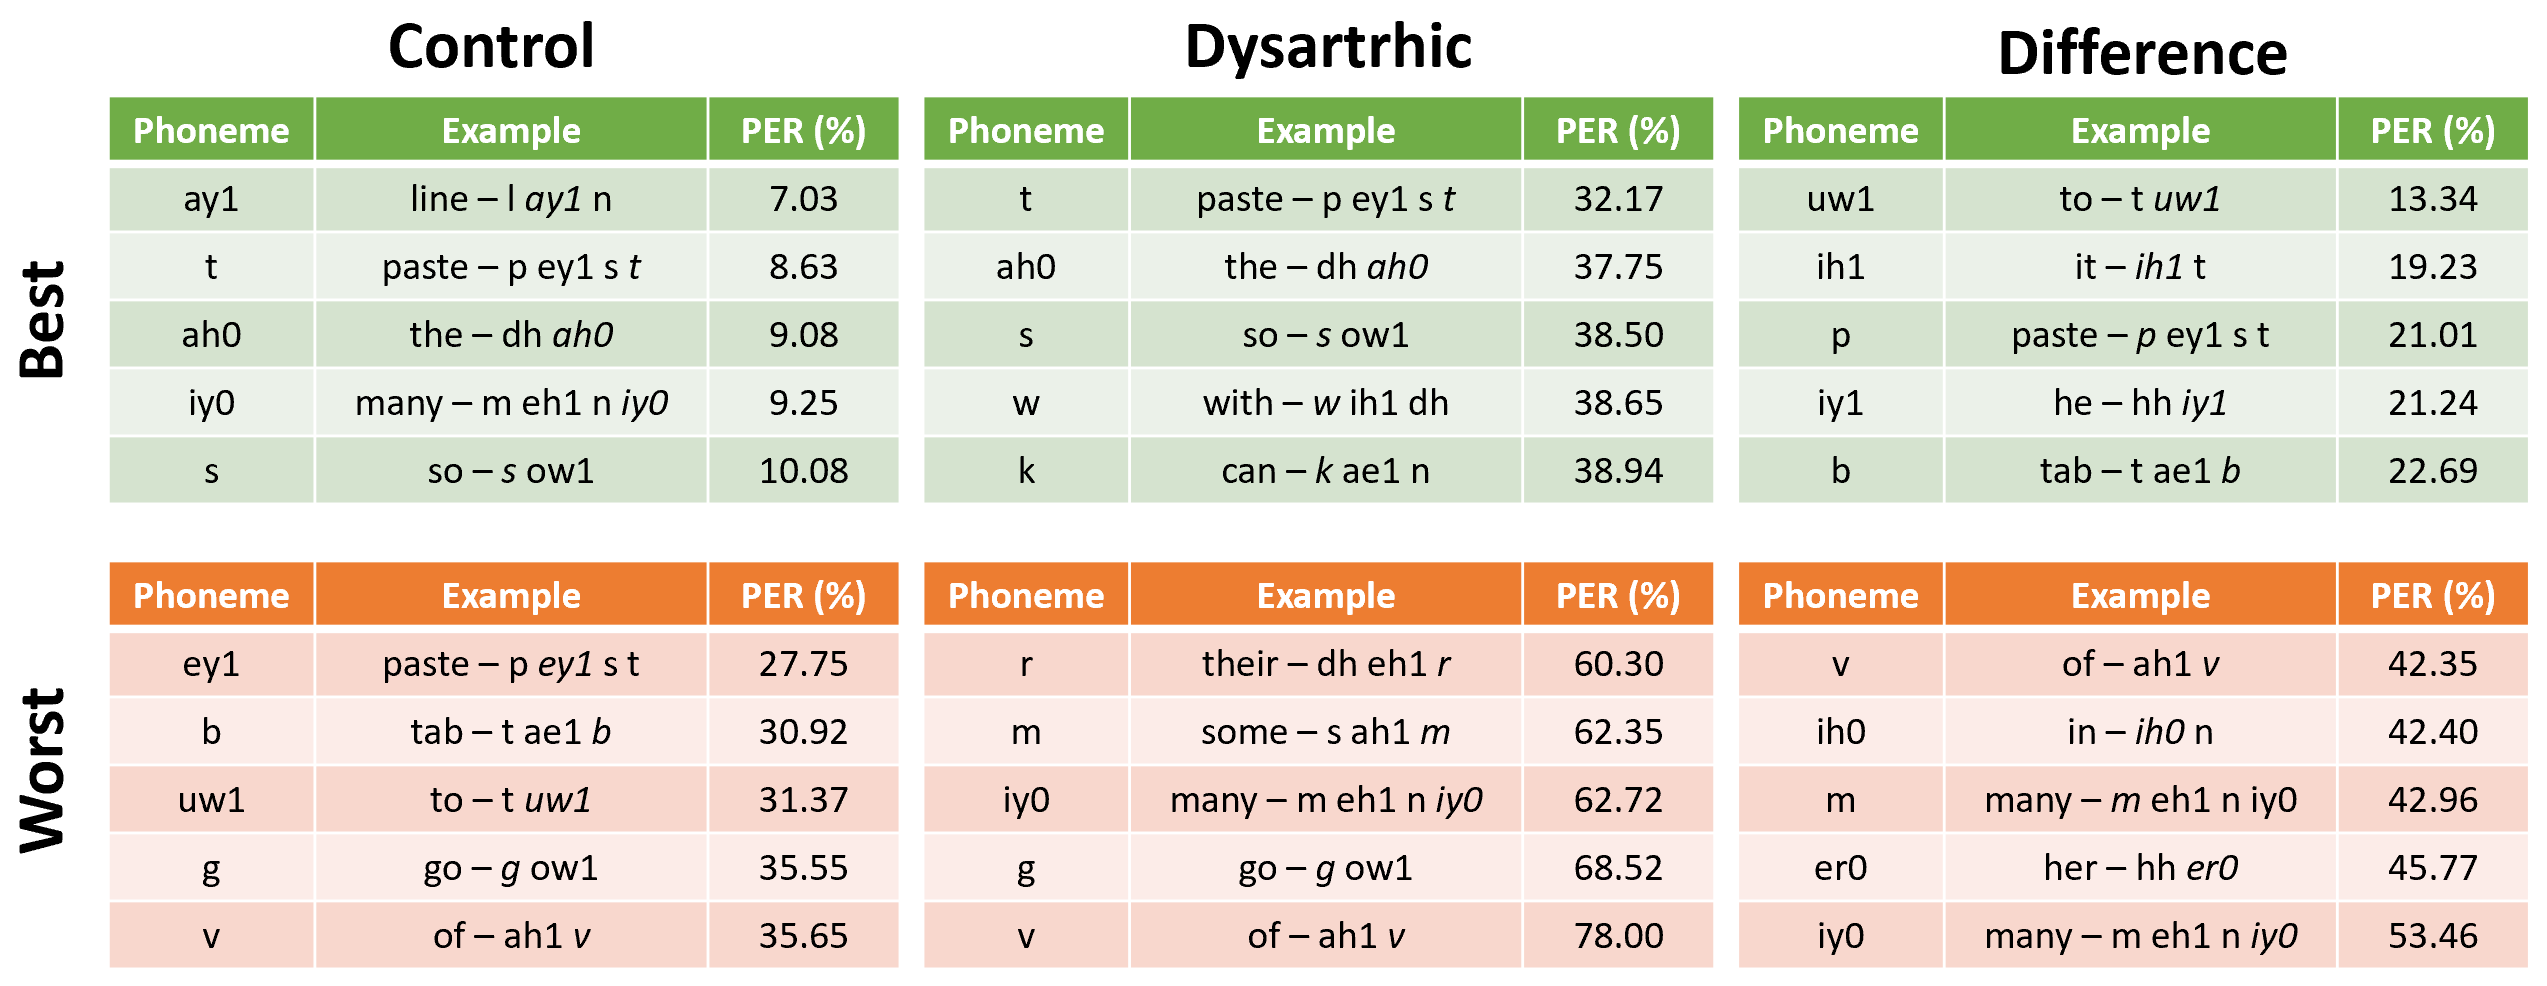 Control
Dysartrhic
Difference
Best
Phoneme Example PER (%)
ay1 line – l ay1 n 7.03
t paste – p ey1 s t 8.63
ah0 the – dh ah0 9.08
iy0 many – m eh1 n iy0 9.25
s so – s ow1 10.08
Phoneme Example PER (%)
t paste – p ey1 s t 32.17
ah0 the – dh ah0 37.75
s so – s ow1 38.50
w with – w ih1 dh 38.65
k can – k ae1 n 38.94
Phoneme Example PER (%)
uw1 to – t uw1 13.34
ih1 it – ih1 t 19.23
p paste – p ey1 s t 21.01
iy1 he – hh iy1 21.24
b tab – t ae1 b 22.69
Worst
Phoneme Example PER (%)
ey1 paste – p ey1 s t 27.75
b tab – t ae1 b 30.92
uw1 to – t uw1 31.37
g go – g ow1 35.55
v of – ah1 v 35.65
Phoneme Example PER (%)
r their – dh eh1 r 60.30
m some – s ah1 m 62.35
iy0 many – m eh1 n iy0 62.72
g go – g ow1 68.52
v of – ah1 v 78.00
Phoneme Example PER (%)
v of – ah1 v 42.35
ih0 in – ih0 n 42.40
m many – m eh1 n iy0 42.96
er0 her – hh er0 45.77
iy0 many – m eh1 n iy0 53.46